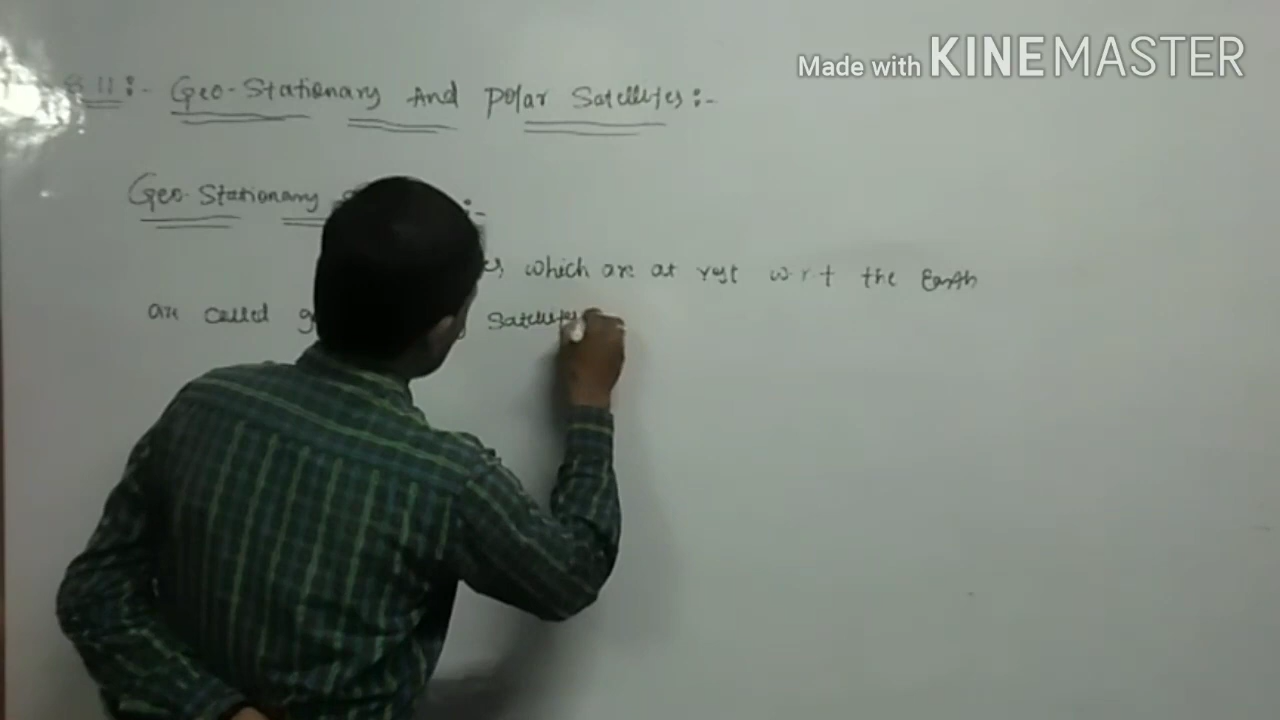 Made with KINEMASTER
8.11 :- Geo-Stationary And Polar Satellites :-
Geo-Stationary :-
which are at rest w r t the Earth
are called Satellites